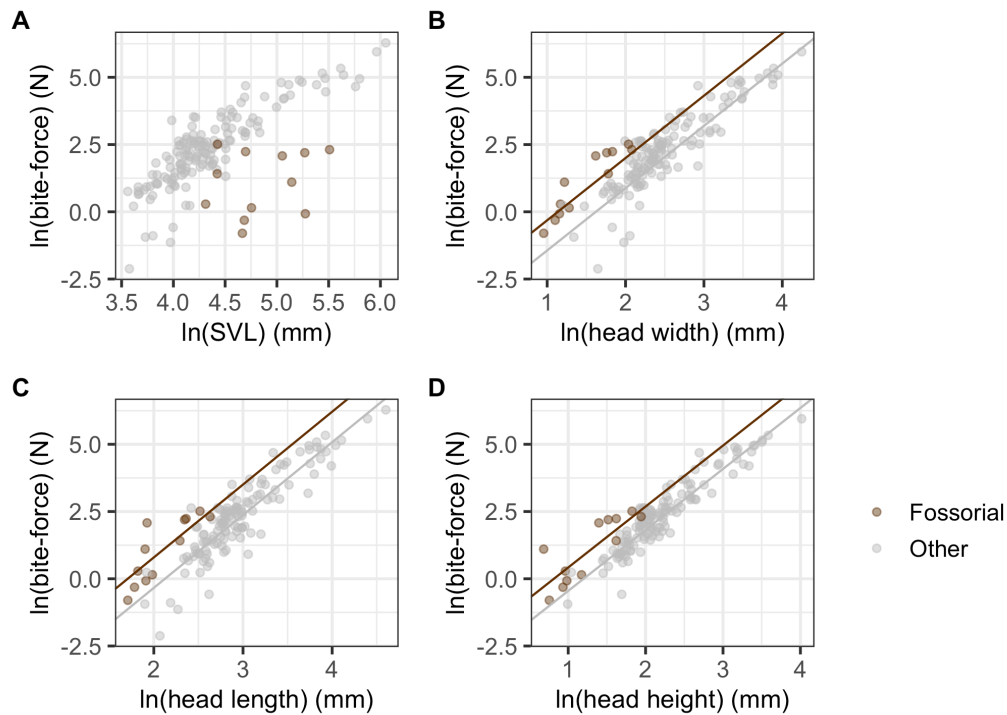 A
B
ln(bite-force) (N)
5.0
2.5
0.0
-2.5
3.5 4.0 4.5 5.0 5.5 6.0
ln(SVL) (mm)
ln(bite-force) (N)
5.0
2.5
0.0
-2.5
1 2 3 4
ln(head width) (mm)
C
D
ln(bite-force) (N)
5.0
2.5
0.0
-2.5
2 3 4
ln(head length) (mm)
ln(bite-force) (N)
5.0
2.5
0.0
-2.5
1 2 3 4
ln(head height) (mm)
Fossorial
Other